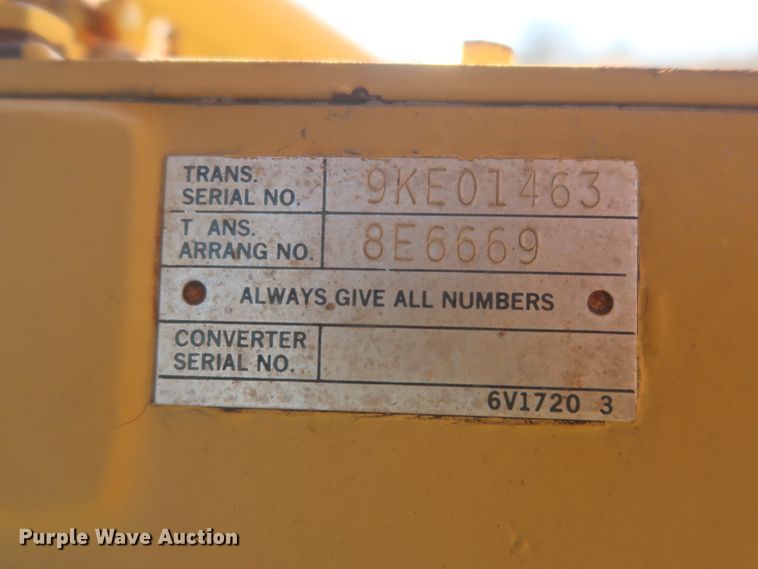 TRANS.
SERIAL NO. 9KE01463
T ANS.
ARRANG NO. 8E6669
ALWAYS GIVE ALL NUMBERS
CONVERTER
SERIAL NO.
6V1720 3
Purple Wave Auction